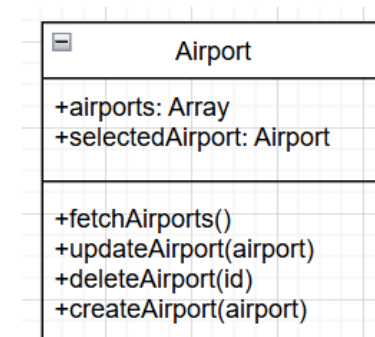 Airport
+airports: Array
+selectedAirport: Airport
+fetchAirports()
+updateAirport(airport)
+deleteAirport(id)
+createAirport(airport)